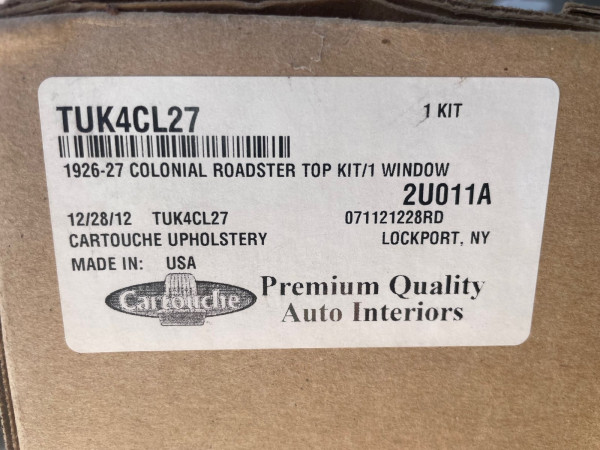 TUK4CL27 1 KIT
1926-27 COLONIAL ROADSTER TOP KIT/1 WINDOW
2U011A
12/28/12 TUK4CL27 071121228RD
CARTOUCHE UPHOLSTERY LOCKPORT, NY
MADE IN: USA
Cartouche
Premium Quality
Auto Interiors